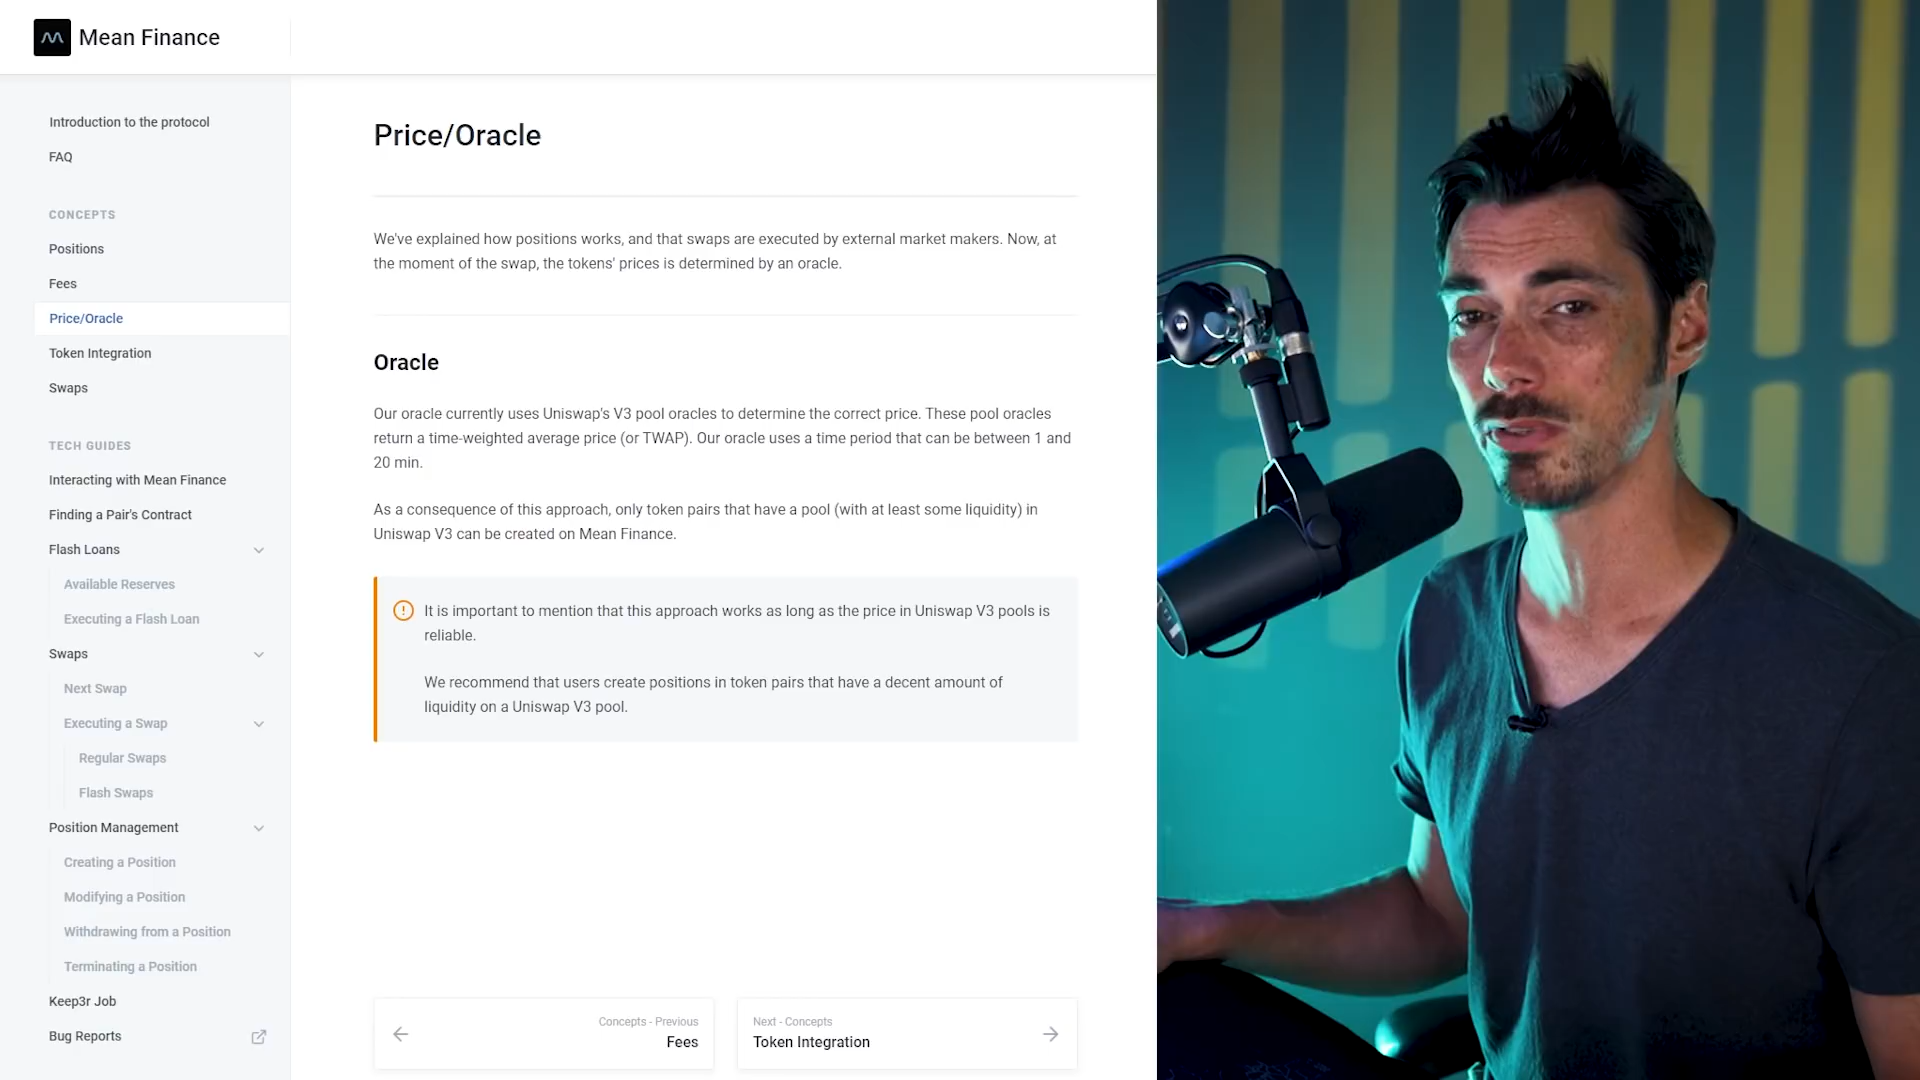 Mean Finance
Introduction to the protocol
FAQ
CONCEPTS
Positions
Fees
Price/Oracle
Token Integration
Swaps
TECH GUIDES
Interacting with Mean Finance
Finding a Pair's Contract
Flash Loans
Available Reserves
Executing a Flash Loan
Swaps
Next Swap
Executing a Swap
Regular Swaps
Flash Swaps
Position Management
Creating a Position
Modifying a Position
Withdrawing from a Position
Terminating a Position
Keep3r Job
Bug Reports
Price/Oracle
We've explained how positions works, and that swaps are executed by external market makers. Now, at
the moment of the swap, the tokens' prices is determined by an oracle.
Oracle
Our oracle currently uses Uniswap's V3 pool oracles to determine the correct price. These pool oracles
return a time-weighted average price (or TWAP). Our oracle uses a time period that can be between 1 and
20 min.
As a consequence of this approach, only token pairs that have a pool (with at least some liquidity) in
Uniswap V3 can be created on Mean Finance.
It is important to mention that this approach works as long as the price in Uniswap V3 pools is
reliable.
We recommend that users create positions in token pairs that have a decent amount of
liquidity on a Uniswap V3 pool.
Concepts - Previous
Fees
Next - Concepts
Token Integration